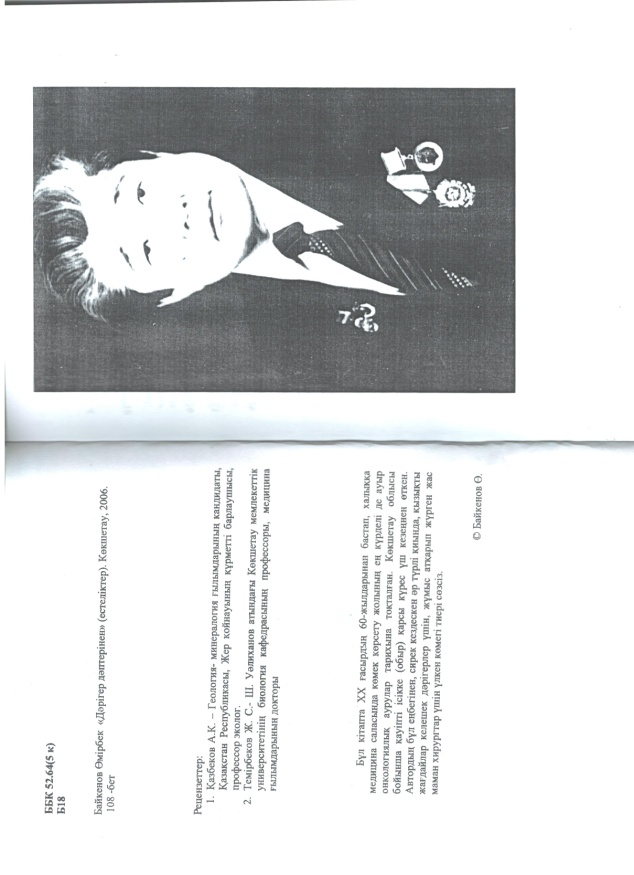 ББК 52.64(5 к)
Б18
Байкенов Өмірбек «Дәрігер дәптерінен» (естеліктер). Көкшетау, 2006.
108 -бет
Рецензеттер:
1. Қазбеков А.К. – Геология- минералогия ғылымдарының кандидаты,
Қазақстан Республикасы, Жер қойнауының құрметті барлаушысы,
профессор эколог.
2. Темірбеков Ж. С.- Ш. Уәлиханов атындағы Көкшетау мемлекеттік
университетінің биология кафедрасының профессоры, медицина
ғылымдарының докторы
Бұл кітапта XX ғасырдың 60-жылдарынан бастап, халыққа
медицина саласында көмек көрсету жолының ең күрделі де ауыр
онкологиялық аурулар тарихына тоқталған. Көкшетау облысы
бойынша қауіпті ісікке (обыр) қарсы күрес үш кезеңнен өткен.
Автордың бұл еңбегінен, сирек кездескен әр түрлі қиында, қызықты
жағдайлар келешек дәрігерлер үшін, жұмыс атқарып жүрген жас
маман хирургтар үшін үлкен көмегі тиері сөзсіз.
© Байкенов Ө.